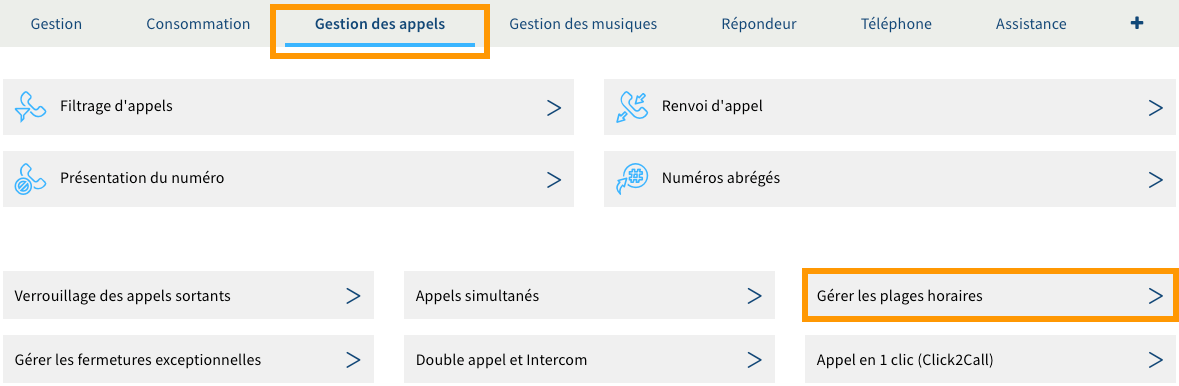 Gestion
Consommation
Gestion des appels
Gestion des musiques
Répondeur
Téléphone
Assistance
Filtrage d'appels
Renvoi d'appel
Présentation du numéro
Numéros abrégés
Verrouillage des appels sortants
Appels simultanés
Gérer les plages horaires
Gérer les fermetures exceptionnelles
Double appel et Intercom
Appel en 1 clic (Click2Call)